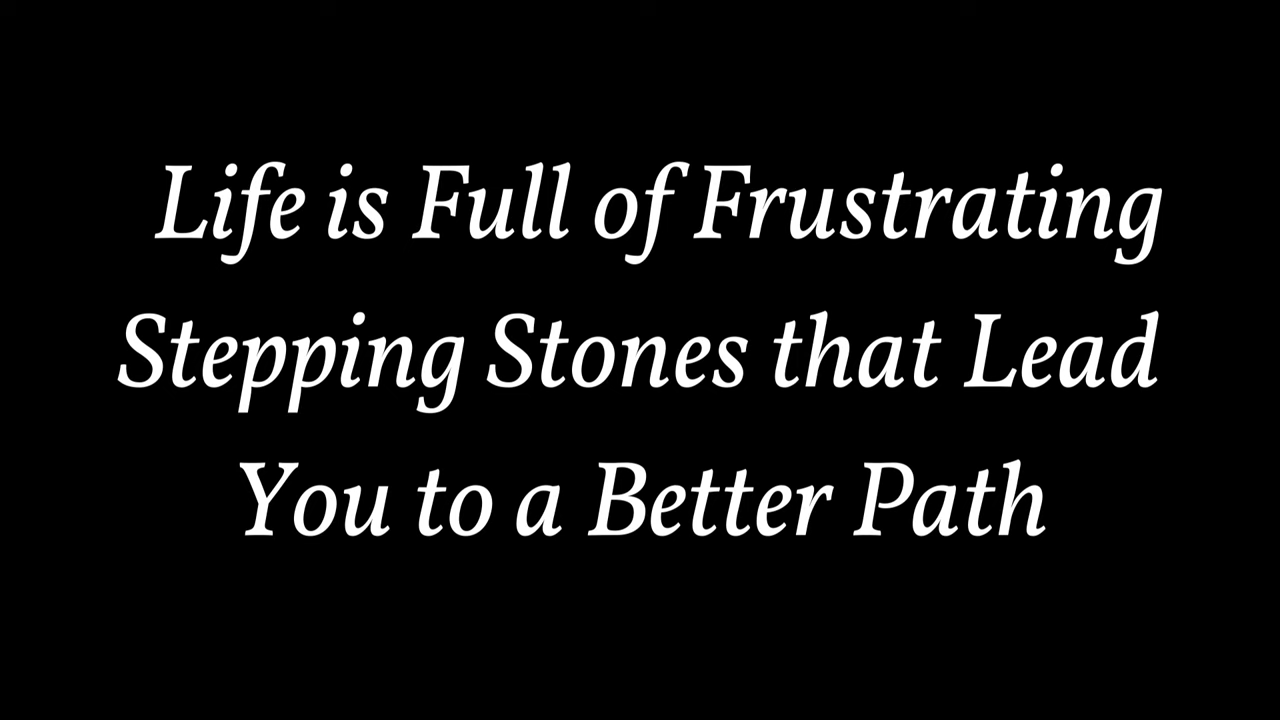 Life is Full of Frustrating
Stepping Stones that Lead
You to a Better Path